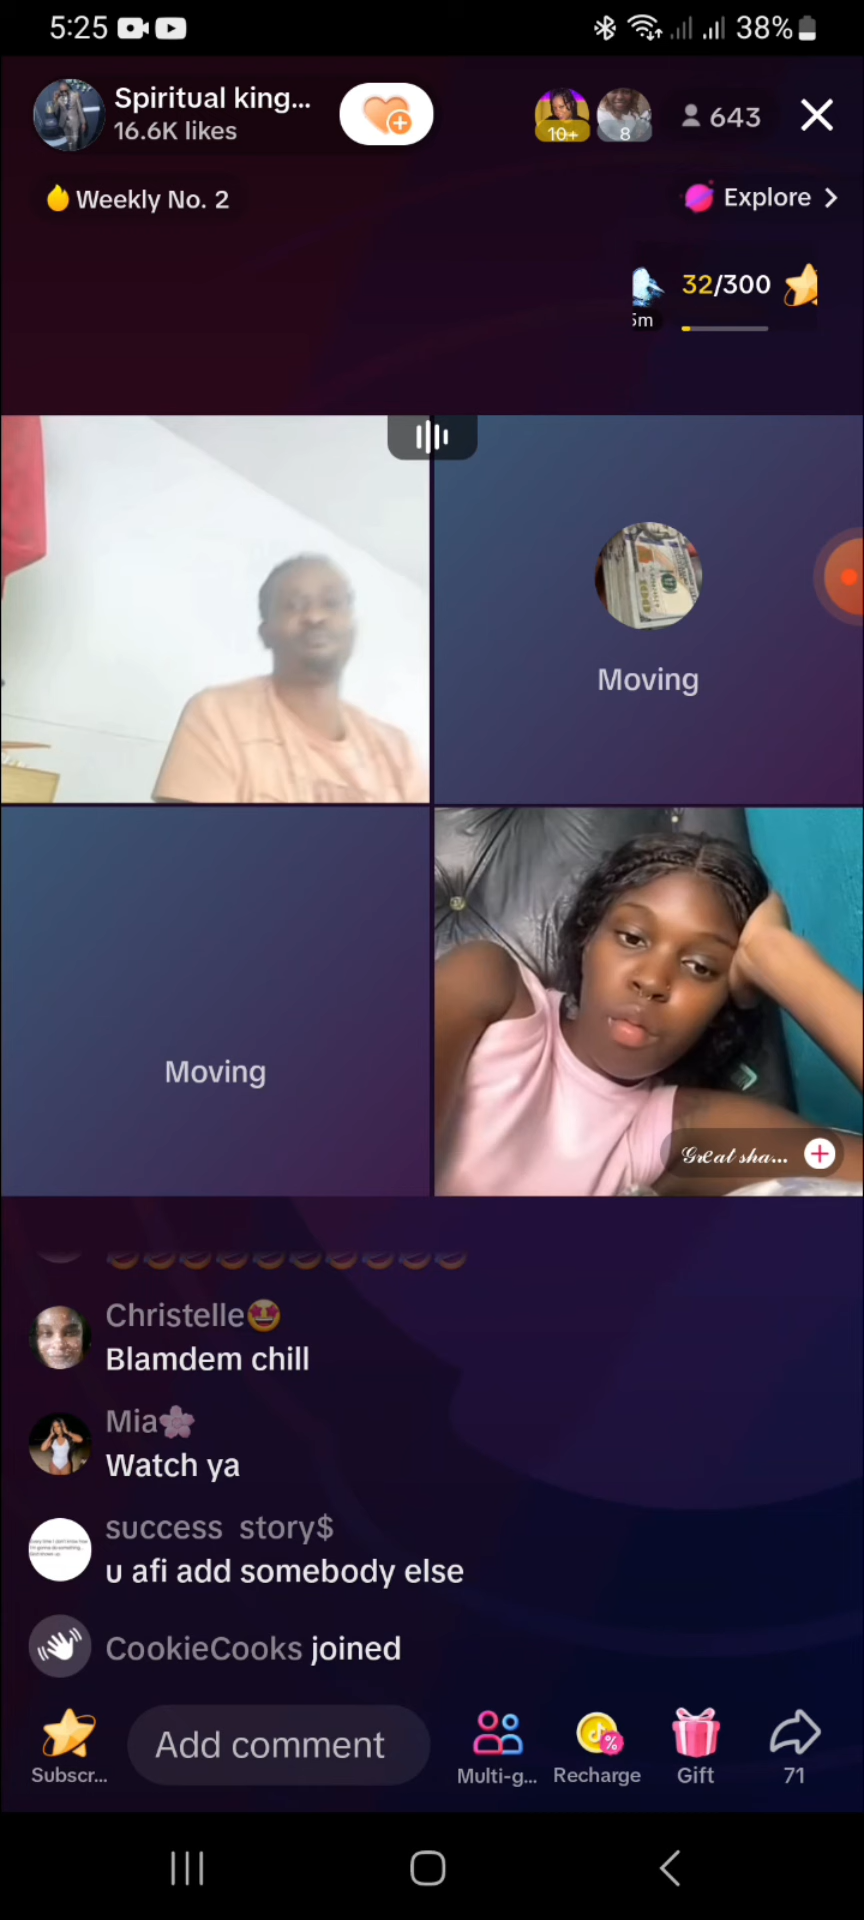 5:25
38%
Spiritual king...
16.6K likes
10+
8
643
Weekly No. 2
Explore
32/300
5m
Moving
Moving
Great sha...
Christelle🤩
Blamdem chill
Mia🌸
Watch ya
success story$
u afi add somebody else
CookieCooks joined
Add comment
Subscr...
Multi-g...
Recharge
Gift
71